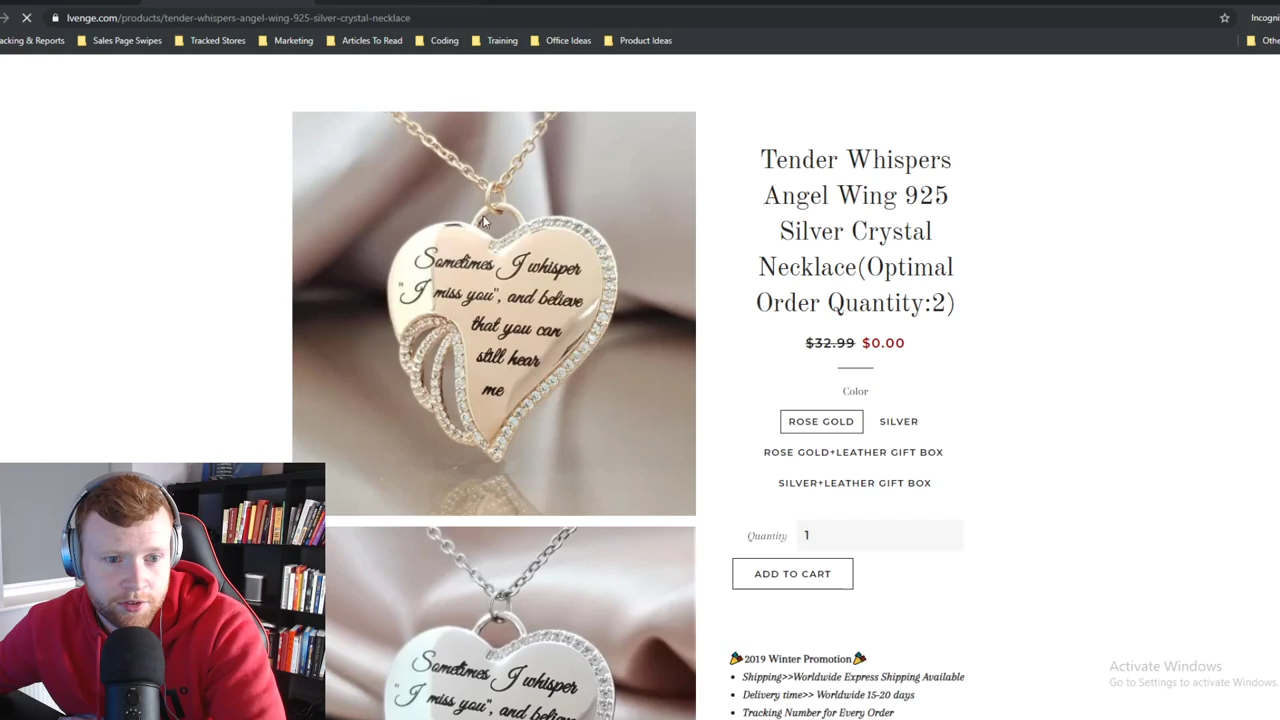 lvenge.com/products/tender-whispers-angel-wing-925-silver-crystal-necklace
Tracking & Reports Sales Page Swipes Tracked Stores Marketing Articles To Read Coding Training Office Ideas Product Ideas
Sometimes I whisper
"I miss you", and believe
that you can
still hear
me
Tender Whispers
Angel Wing 925
Silver Crystal
Necklace(Optimal
Order Quantity:2)
$32.99 $0.00
Color
ROSE GOLD SILVER
ROSE GOLD+LEATHER GIFT BOX
SILVER+LEATHER GIFT BOX
Quantity 1
ADD TO CART
🎉2019 Winter Promotion🎉
• Shipping>>Worldwide Express Shipping Available
• Delivery time>> Worldwide 15-20 days
• Tracking Number for Every Order
Sometimes I whisper
"I miss you", and believe
Activate Windows
Go to Settings to activate Windows.